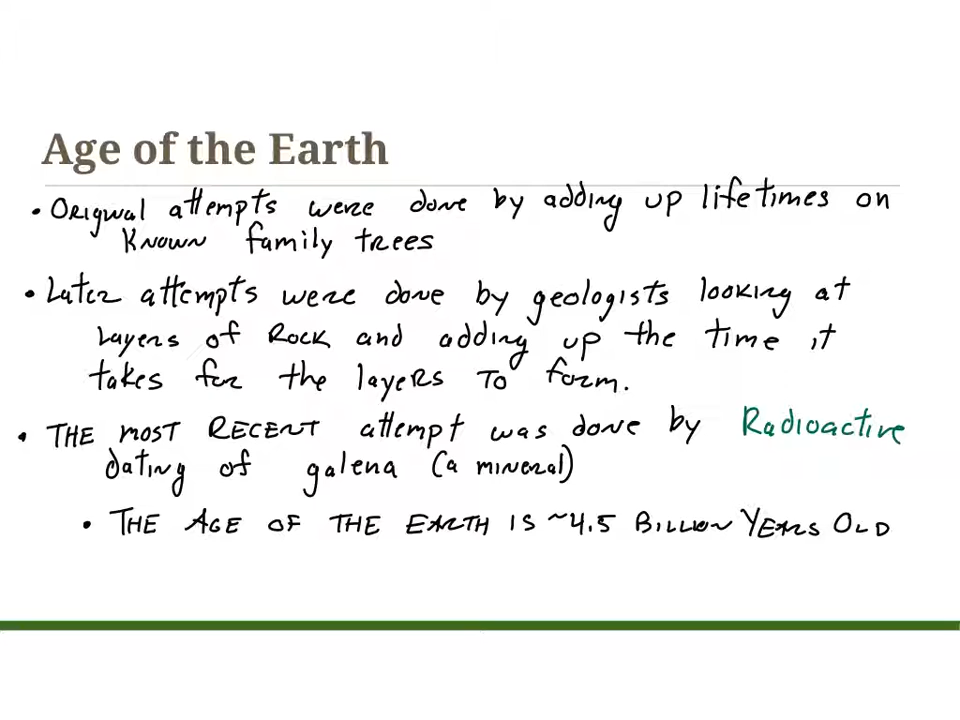 Age of the Earth
• Original attempts were done by adding up lifetimes on
known family trees
• Later attempts were done by geologists looking at
layers of rock and adding up the time it
takes for the layers to form.
• THE MOST RECENT attempt was done by Radioactive
dating of galena (a mineral)
• THE AGE OF THE EARTH IS ~4.5 BILLION YEARS OLD